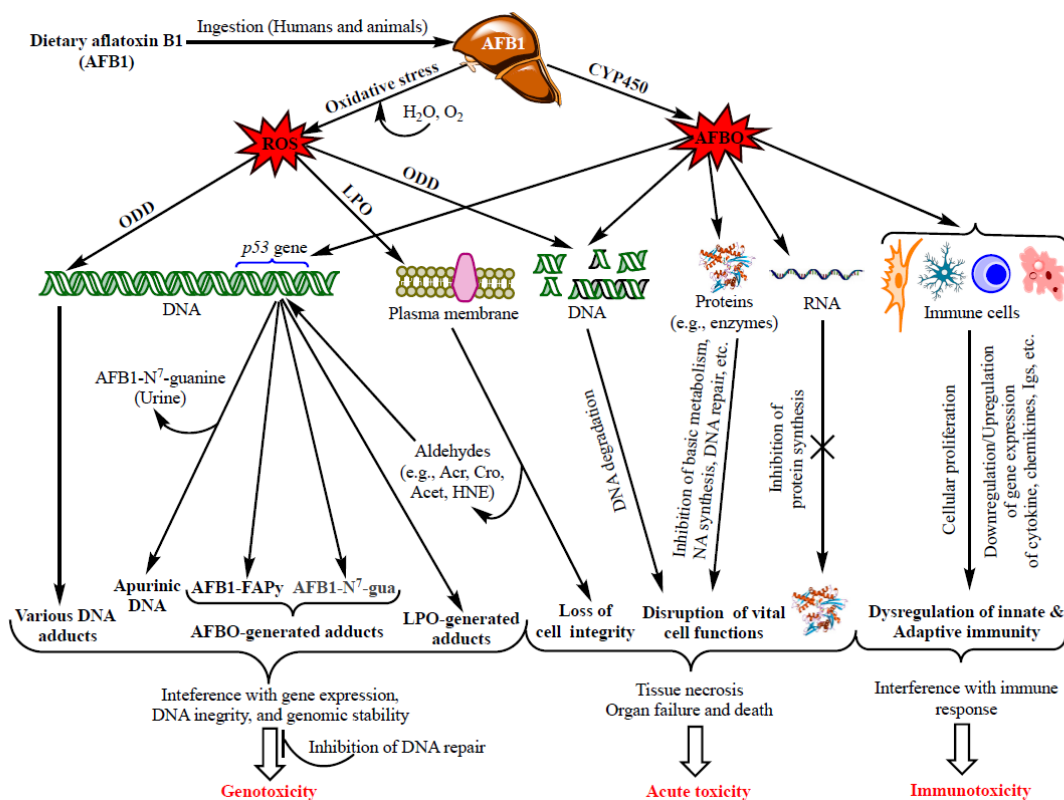 Dietary aflatoxin B1
(AFB1)
Ingestion (Humans and animals)
AFB1
Oxidative stress
H₂O, O₂
CYP450
ROS
AFBO
ODD
LPO
ODD
p53 gene
DNA
Plasma membrane
DNA
Proteins
(e.g., enzymes)
RNA
Immune cells
AFB1-N⁷-guanine
(Urine)
Aldehydes
(e.g., Acr, Cro,
Acet, HNE)
DNA degradation
Inhibition of basic metabolism,
NA synthesis, DNA repair, etc.
Inhibition of
protein synthesis
Cellular proliferation
Downregulation/Upregulation
of gene expression
of cytokine, chemikines, Igs, etc.
Various DNA
adducts
Apurinic
DNA
AFB1-FAPy
AFB1-N⁷-gua
AFBO-generated adducts
LPO-generated
adducts
Loss of
cell integrity
Disruption of vital
cell functions
Dysregulation of innate &
Adaptive immunity
Inteference with gene expression,
DNA inegrity, and genomic stability
Inhibition of DNA repair
Genotoxicity
Tissue necrosis
Organ failure and death
Acute toxicity
Interference with immune
response
Immunotoxicity